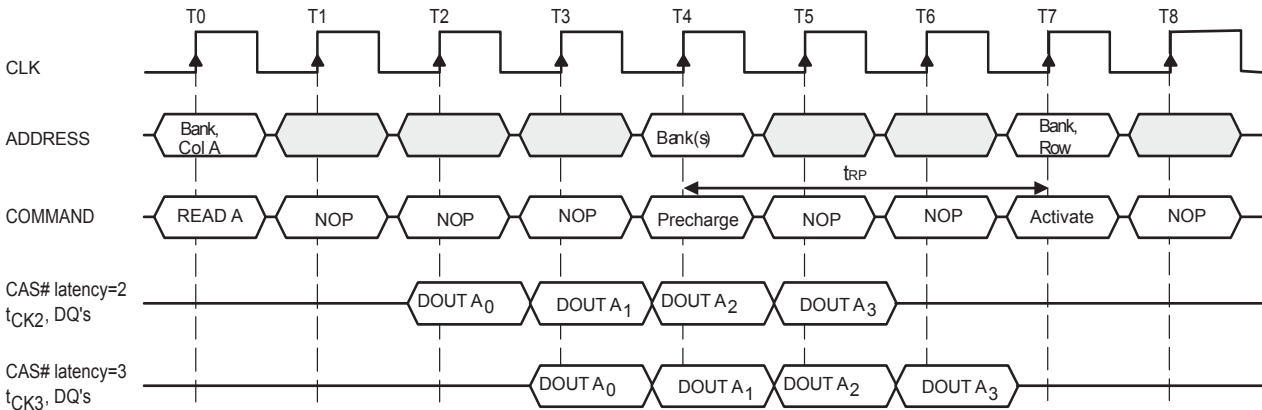 T0 T1 T2 T3 T4 T5 T6 T7 T8
CLK
ADDRESS
Bank,
Col A
Bank(s)
Bank,
Row
tRP
COMMAND
READ A NOP NOP NOP Precharge NOP NOP Activate NOP
CAS# latency=2
tCK2, DQ's
DOUT A0 DOUT A1 DOUT A2 DOUT A3
CAS# latency=3
tCK3, DQ's
DOUT A0 DOUT A1 DOUT A2 DOUT A3